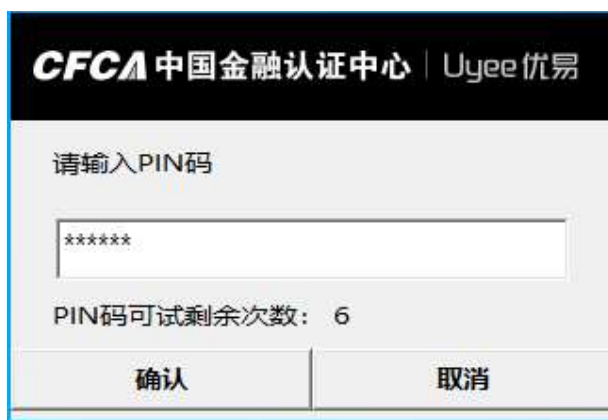 CFCA中国金融认证中心 | Uyee优易
请输入PIN码
******
PIN码可试剩余次数： 6
确认 取消